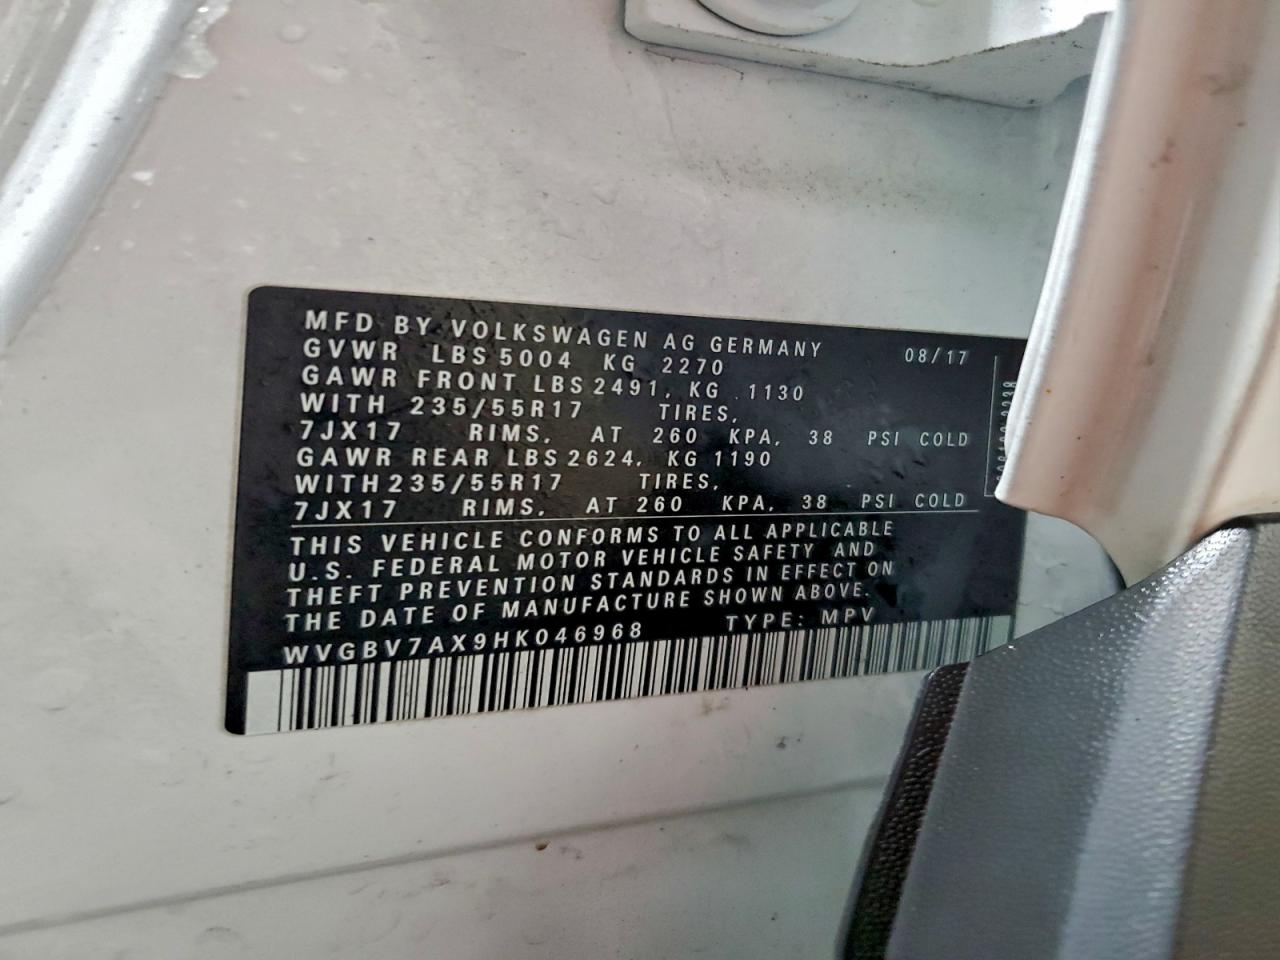 MFD BY VOLKSWAGEN AG GERMANY 08/17
GVWR LBS 5004 KG 2270
GAWR FRONT LBS 2491, KG 1130
WITH 235/55R17 TIRES,
7JX17 RIMS, AT 260 KPA, 38 PSI COLD
GAWR REAR LBS 2624, KG 1190
WITH 235/55R17 TIRES,
7JX17 RIMS, AT 260 KPA, 38 PSI COLD
THIS VEHICLE CONFORMS TO ALL APPLICABLE
U.S. FEDERAL MOTOR VEHICLE SAFETY AND
THEFT PREVENTION STANDARDS IN EFFECT ON
THE DATE OF MANUFACTURE SHOWN ABOVE.
WVGBV7AX9HK046968 TYPE: MPV